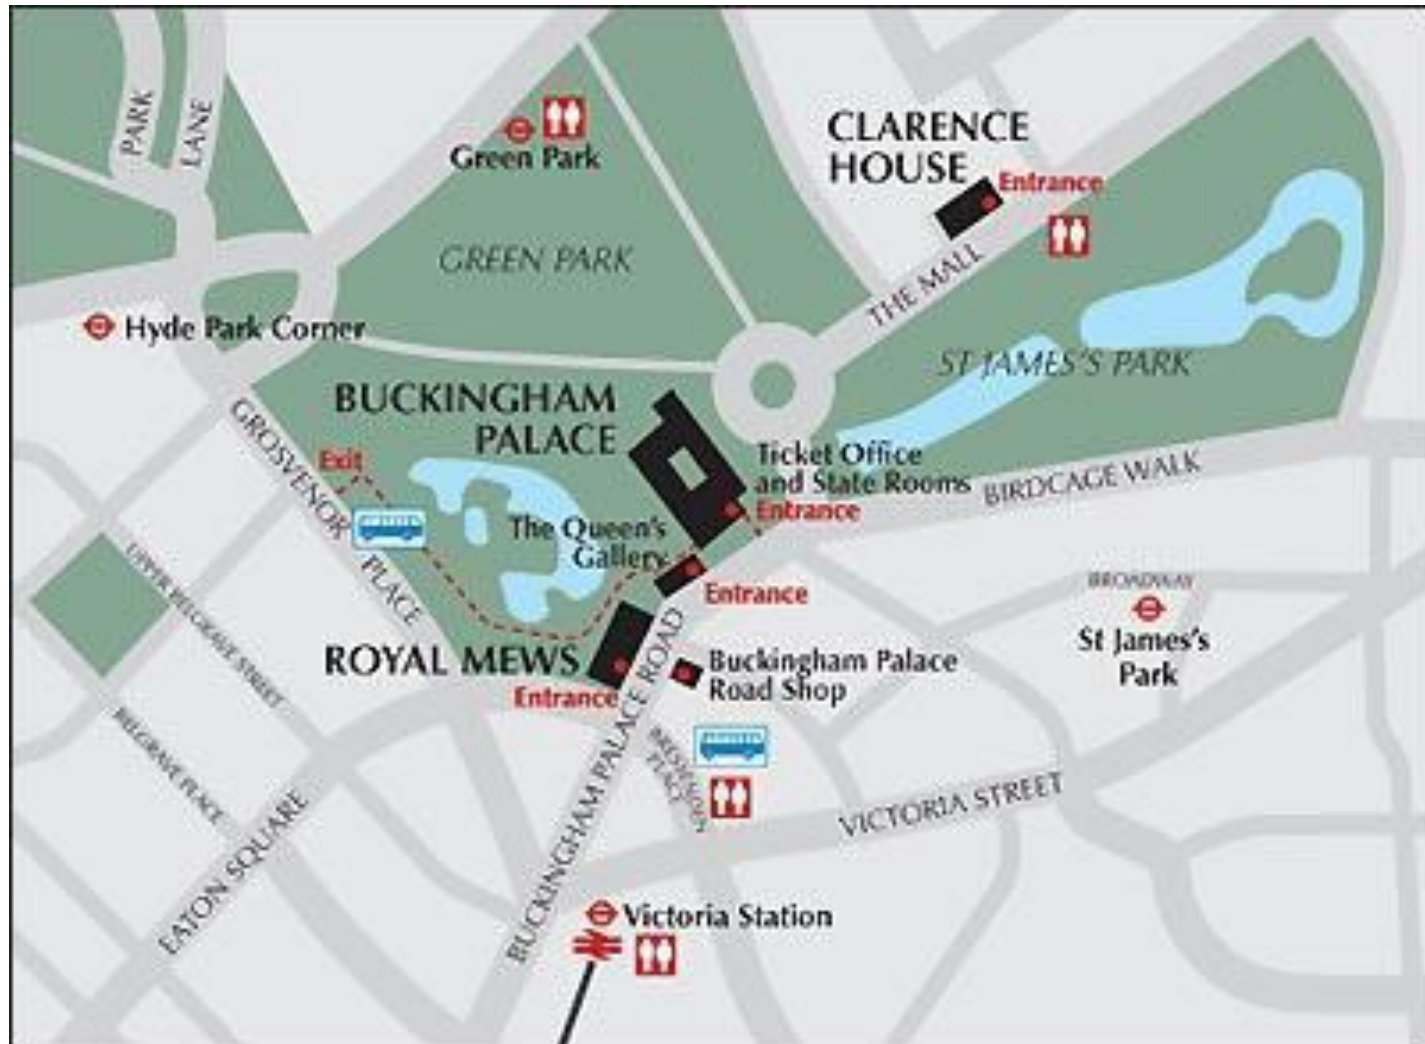 PARK
LANE
Green Park
CLARENCE
HOUSE
Entrance
GREEN PARK
THE MALL
Hyde Park Corner
ST JAMES'S PARK
BUCKINGHAM
PALACE
GROSVENOR
PLACE
Exit
Ticket Office
and State Rooms
Entrance
BIRDCAGE WALK
The Queen's
Gallery
Entrance
UPPER BELGRAVE STREET
BROADWAY
St James's
Park
ROYAL MEWS
Entrance
Buckingham Palace
Road Shop
BUCKINGHAM PALACE ROAD
BELGRAVE PLACE
BRESSENDEN
PLACE
EATON SQUARE
VICTORIA STREET
Victoria Station